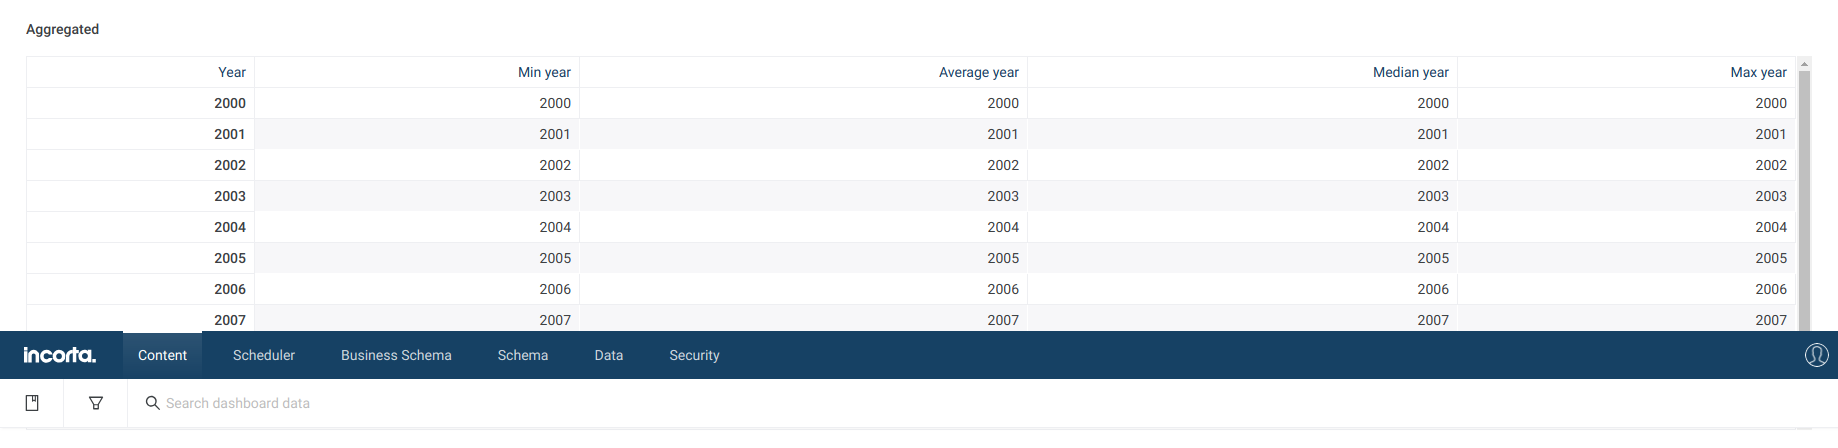 Aggregated
Year Min year Average year Median year Max year
2000 2000 2000 2000 2000
2001 2001 2001 2001 2001
2002 2002 2002 2002 2002
2003 2003 2003 2003 2003
2004 2004 2004 2004 2004
2005 2005 2005 2005 2005
2006 2006 2006 2006 2006
2007 2007 2007 2007 2007
incorta. Content Scheduler Business Schema Schema Data Security
Search dashboard data